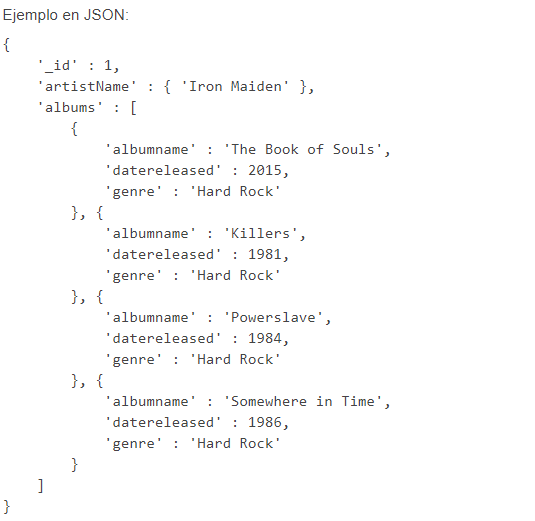 Ejemplo en JSON:
{
    '_id' : 1,
    'artistName' : { 'Iron Maiden' },
    'albums' : [
        {
            'albumname' : 'The Book of Souls',
            'datereleased' : 2015,
            'genre' : 'Hard Rock'
        }, {
            'albumname' : 'Killers',
            'datereleased' : 1981,
            'genre' : 'Hard Rock'
        }, {
            'albumname' : 'Powerslave',
            'datereleased' : 1984,
            'genre' : 'Hard Rock'
        }, {
            'albumname' : 'Somewhere in Time',
            'datereleased' : 1986,
            'genre' : 'Hard Rock'
        }
    ]
}